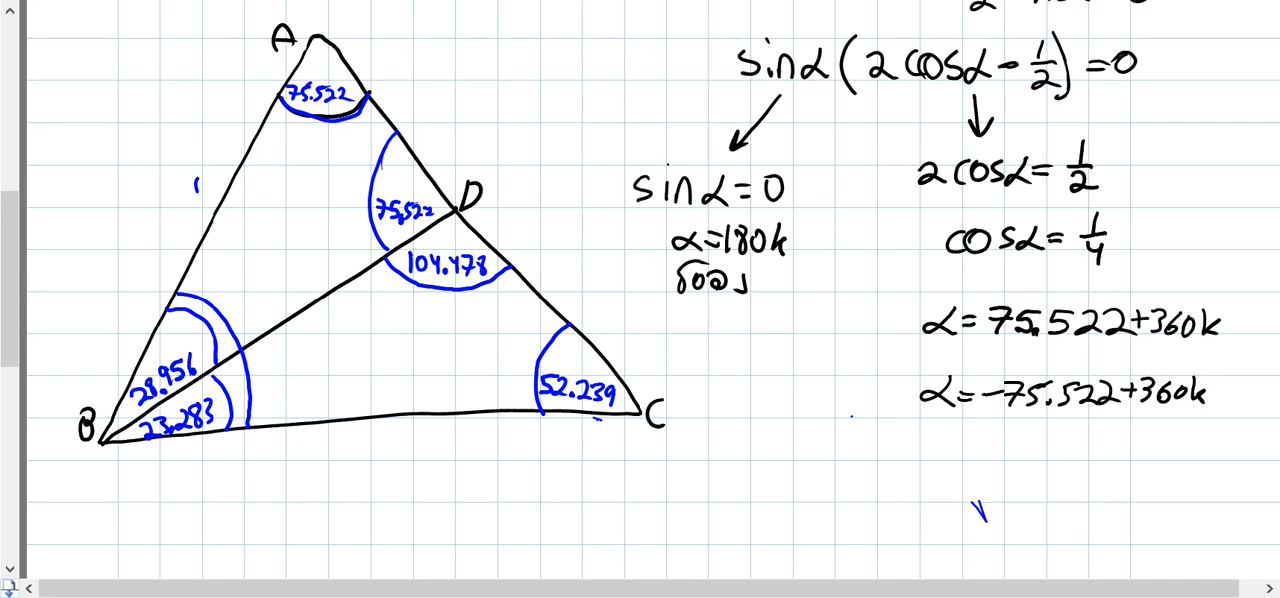 A
75.522
D
75.522
104.478
28.956
23.283
52.239
B
C
sinα(2cosα - 1/2) = 0
sinα = 0
α = 180k
2cosα = 1/2
cosα = 1/4
α = 75.522 + 360k
α = -75.522 + 360k